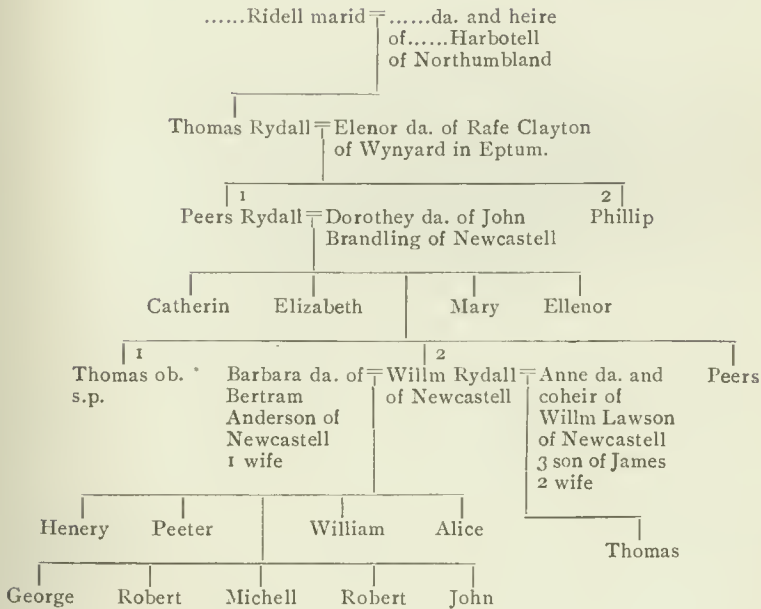 ......Ridell marid ......da. and heire
of......Harbotell
of Northumbland
Thomas Rydall Elenor da. of Rafe Clayton
of Wynyard in Eptum.
1 2
Peers Rydall Dorothey da. of John Phillip
Brandling of Newcastell
Catherin Elizabeth Mary Ellenor
1 2
Thomas ob. Barbara da. of Willm Rydall Anne da. and Peers
s.p. Bertram of Newcastell coheir of
Anderson of Willm Lawson
Newcastell of Newcastell
1 wife 3 son of James
2 wife
Henery Peeter William Alice
Thomas
George Robert Michell Robert John